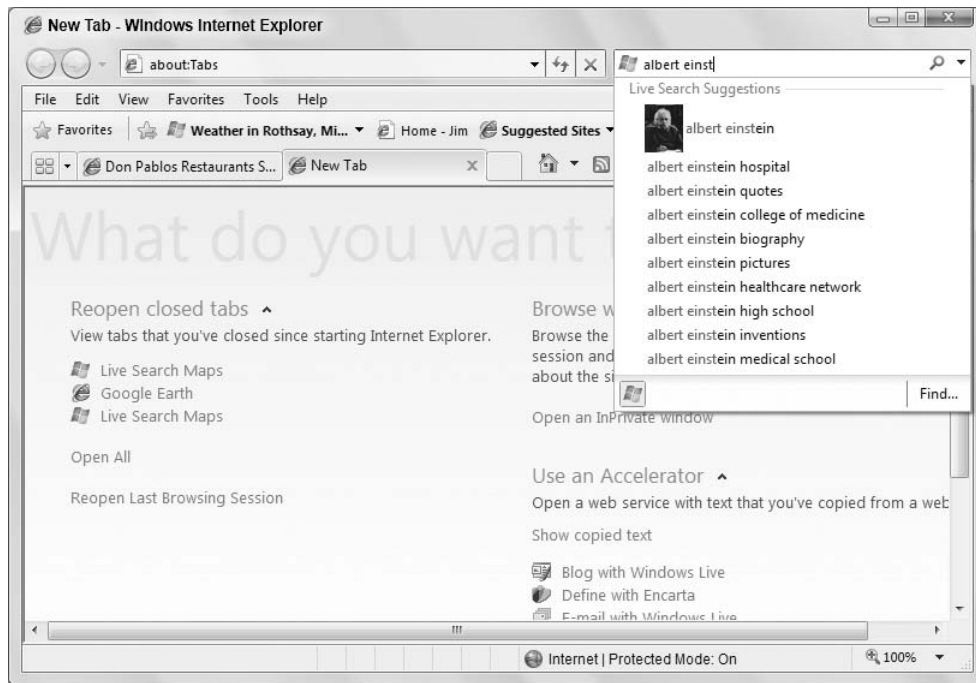 New Tab - Windows Internet Explorer
about:Tabs
albert einst
File Edit View Favorites Tools Help
Favorites Weather in Rothsay, Mi... Home - Jim Suggested Sites
Don Pablos Restaurants S... New Tab
Live Search Suggestions
albert einstein
albert einstein hospital
albert einstein quotes
albert einstein college of medicine
albert einstein biography
albert einstein pictures
albert einstein healthcare network
albert einstein high school
albert einstein inventions
albert einstein medical school
Find...
What do you want
Reopen closed tabs
View tabs that you've closed since starting Internet Explorer.
Live Search Maps
Google Earth
Live Search Maps
Open All
Reopen Last Browsing Session
Browse w
Browse the
session and
about the si
Open an InPrivate window
Use an Accelerator
Open a web service with text that you've copied from a web
Show copied text
Blog with Windows Live
Define with Encarta
E-mail with Windows Live
Internet | Protected Mode: On
100%